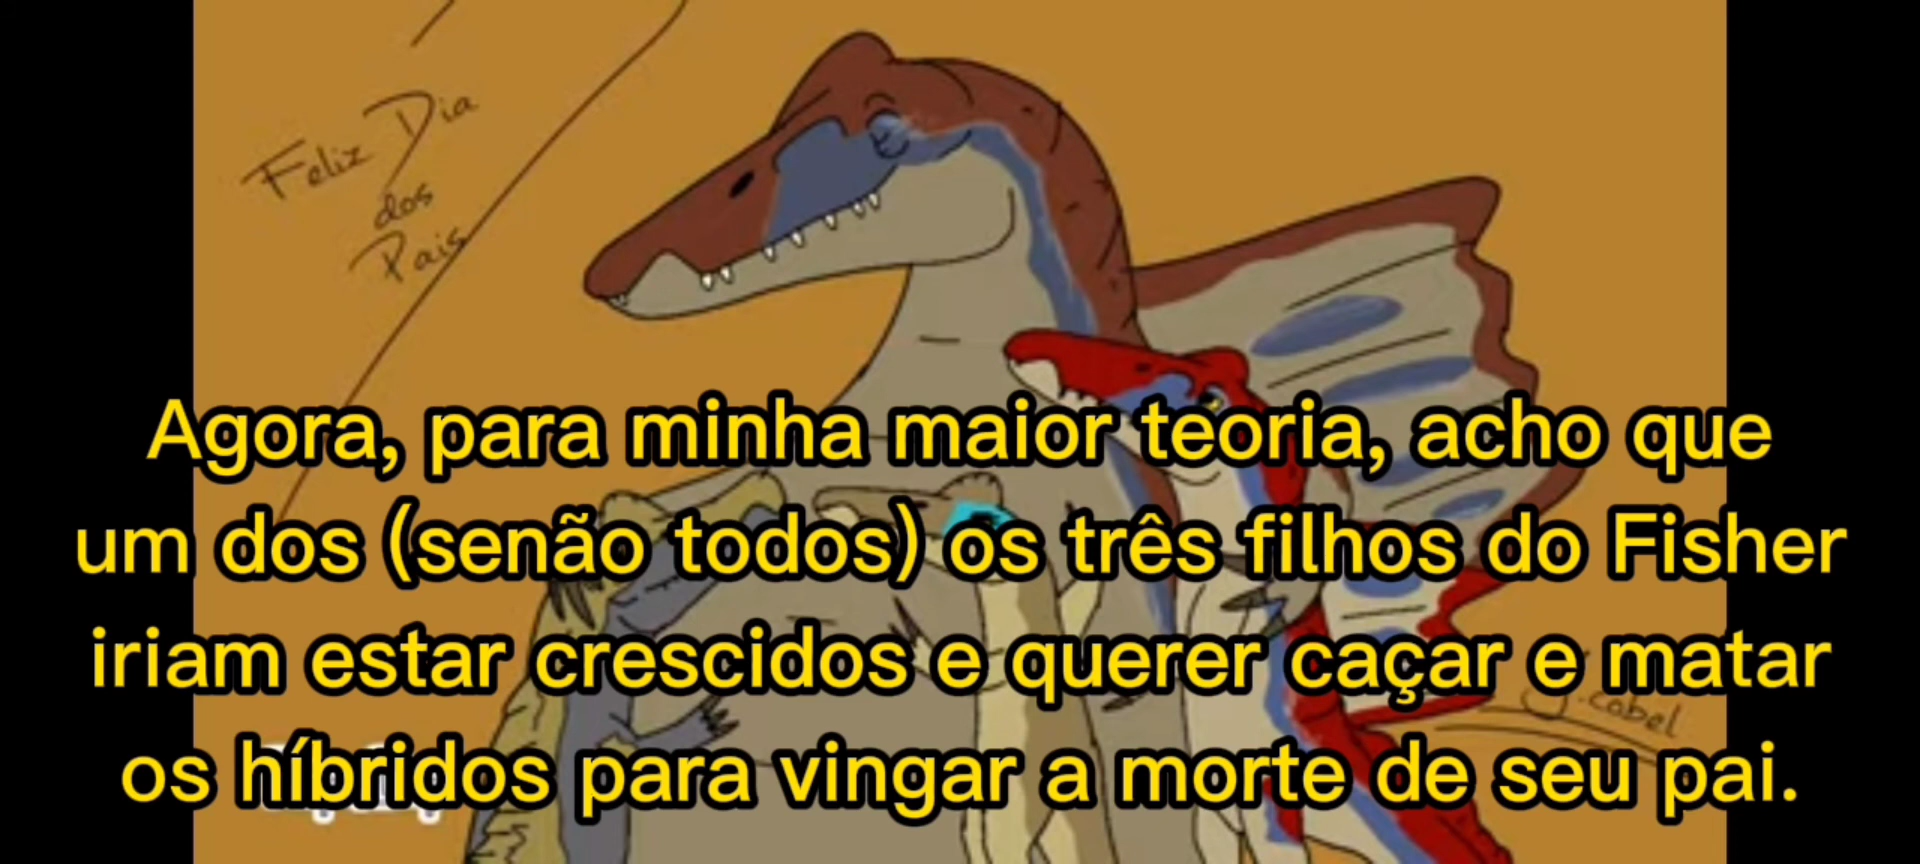 Feliz Dia
dos
Pais
Agora, para minha maior teoria, acho que
um dos (senão todos) os três filhos do Fisher
iriam estar crescidos e querer caçar e matar
os híbridos para vingar a morte de seu pai.